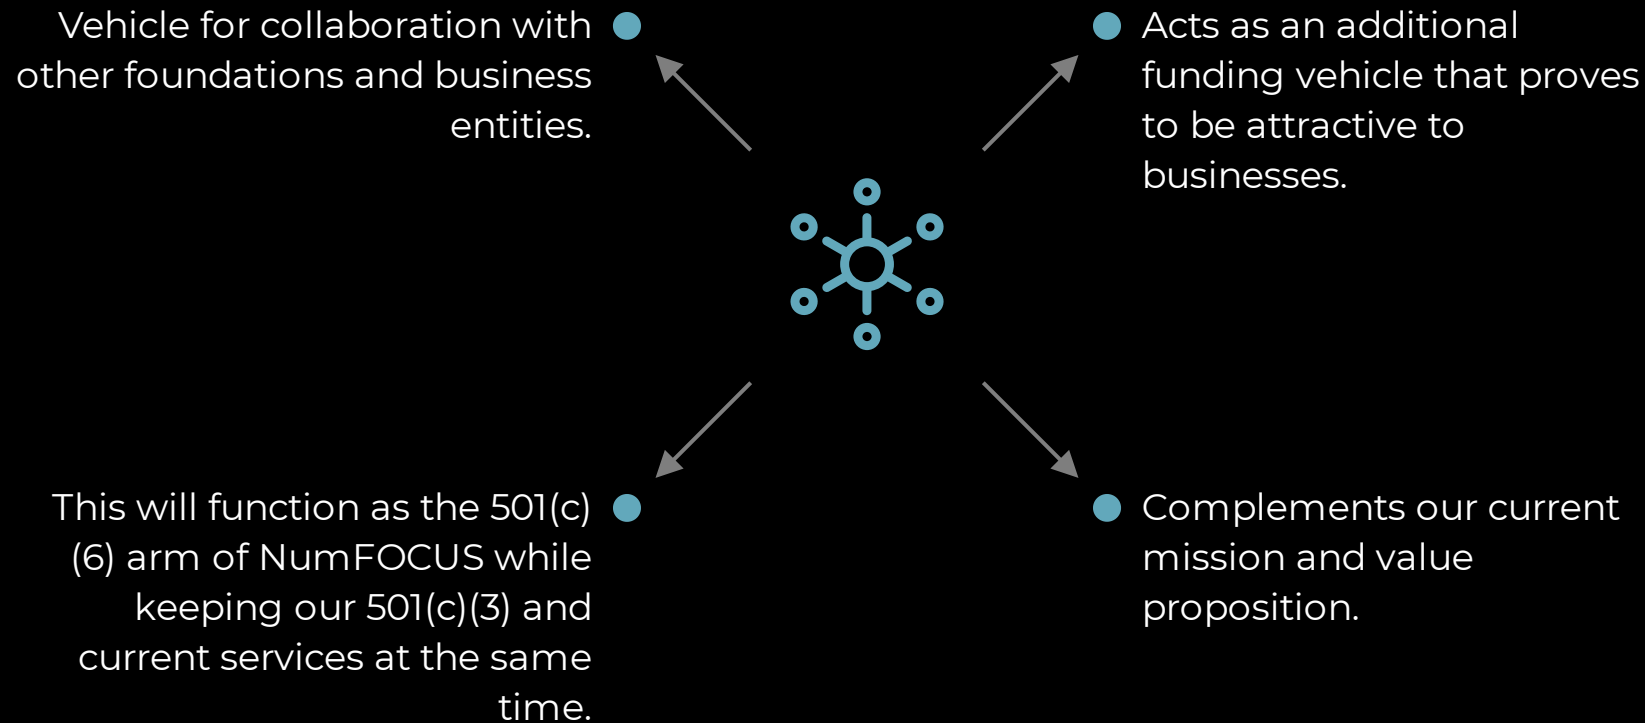 Vehicle for collaboration with
other foundations and business
entities.
Acts as an additional
funding vehicle that proves
to be attractive to
businesses.
This will function as the 501(c)
(6) arm of NumFOCUS while
keeping our 501(c)(3) and
current services at the same
time.
Complements our current
mission and value
proposition.